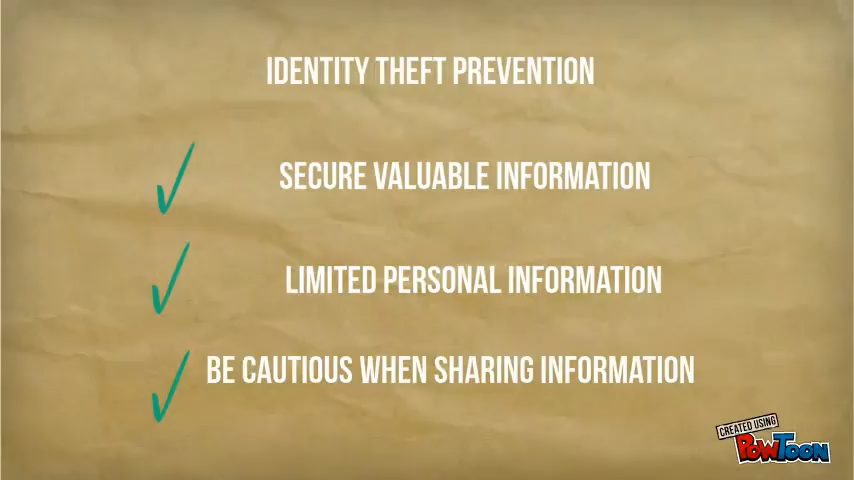 IDENTITY THEFT PREVENTION
SECURE VALUABLE INFORMATION
LIMITED PERSONAL INFORMATION
BE CAUTIOUS WHEN SHARING INFORMATION
CREATED USING
POWTOON